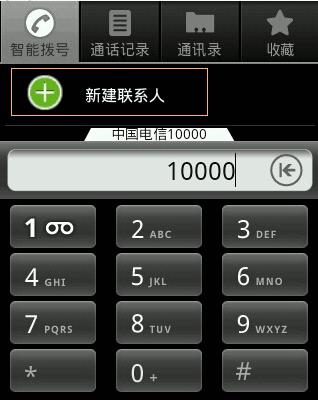 智能拨号 通话记录 通讯录 收藏
新建联系人
中国电信10000
10000
1 2 ABC 3 DEF
4 GHI 5 JKL 6 MNO
7 PQRS 8 TUV 9 WXYZ
* 0 + #